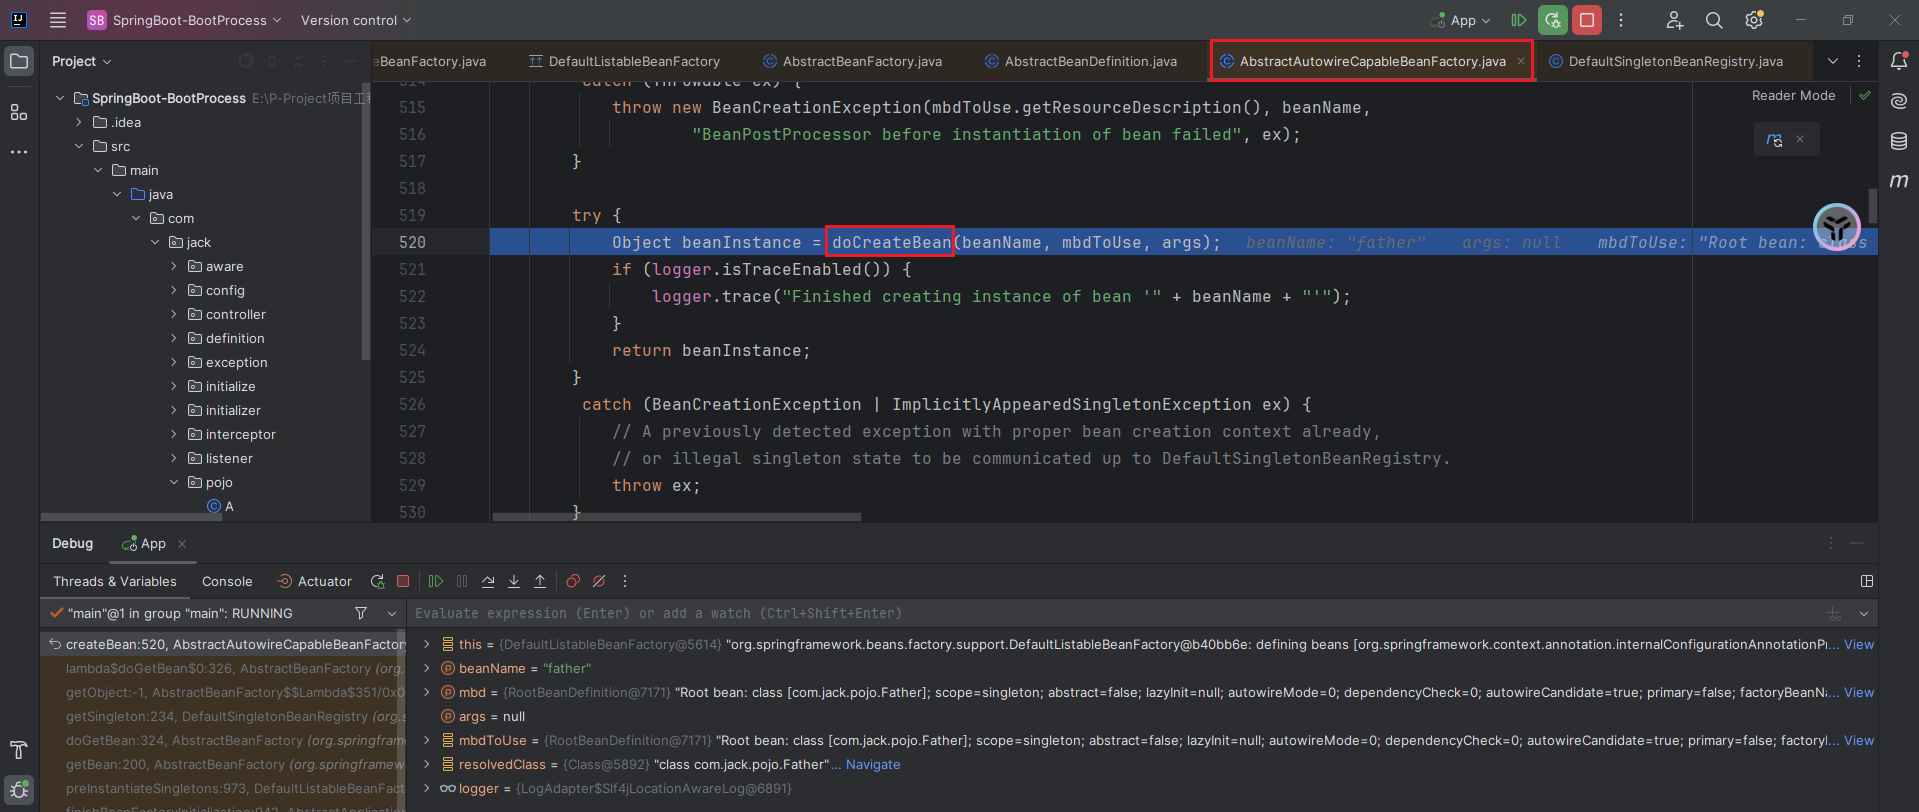 SB SpringBoot-BootProcess Version control App
Project
eBeanFactory.java DefaultListableBeanFactory AbstractBeanFactory.java AbstractBeanDefinition.java AbstractAutowireCapableBeanFactory.java DefaultSingletonBeanRegistry.java
Reader Mode
SpringBoot-BootProcess E:\P-Project项目工程
.idea
src
main
java
com
jack
aware
config
controller
definition
exception
initialize
initializer
interceptor
listener
pojo
A
514 catch (Throwable ex) {
515 throw new BeanCreationException(mbdToUse.getResourceDescription(), beanName,
516 "BeanPostProcessor before instantiation of bean failed", ex);
517 }
518
519 try {
520 Object beanInstance = doCreateBean(beanName, mbdToUse, args); beanName: "father" args: null mbdToUse: "Root bean: class
521 if (logger.isTraceEnabled()) {
522 logger.trace("Finished creating instance of bean '" + beanName + "'");
523 }
524 return beanInstance;
525 }
526 catch (BeanCreationException | ImplicitlyAppearedSingletonException ex) {
527 // A previously detected exception with proper bean creation context already,
528 // or illegal singleton state to be communicated up to DefaultSingletonBeanRegistry.
529 throw ex;
530 }
Debug App
Threads & Variables Console Actuator
"main"@1 in group "main": RUNNING
Evaluate expression (Enter) or add a watch (Ctrl+Shift+Enter)
createBean:520, AbstractAutowireCapableBeanFactory
lambda$doGetBean$0:326, AbstractBeanFactory (org.
getObject:-1, AbstractBeanFactory$$Lambda$351/0x0
getSingleton:234, DefaultSingletonBeanRegistry (org.s
doGetBean:324, AbstractBeanFactory (org.springframe
getBean:200, AbstractBeanFactory (org.springframew
preInstantiateSingletons:973, DefaultListableBeanFact
this = {DefaultListableBeanFactory@5614} "org.springframework.beans.factory.support.DefaultListableBeanFactory@b40bb6e: defining beans [org.springframework.context.annotation.internalConfigurationAnnotationPr... View
beanName = "father"
mbd = {RootBeanDefinition@7171} "Root bean: class [com.jack.pojo.Father]; scope=singleton; abstract=false; lazyInit=null; autowireMode=0; dependencyCheck=0; autowireCandidate=true; primary=false; factoryBeanNa... View
args = null
mbdToUse = {RootBeanDefinition@7171} "Root bean: class [com.jack.pojo.Father]; scope=singleton; abstract=false; lazyInit=null; autowireMode=0; dependencyCheck=0; autowireCandidate=true; primary=false; factoryl... View
resolvedClass = {Class@5892} "class com.jack.pojo.Father"... Navigate
logger = {LogAdapter$Slf4jLocationAwareLog@6891}